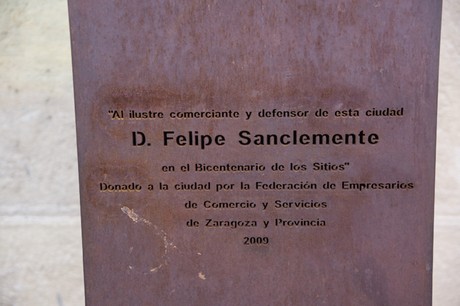 "Al ilustre comerciante y defensor de esta ciudad
D. Felipe Sanclemente
en el Bicentenario de los Sitios"
Donado a la ciudad por la Federación de Empresarios
de Comercio y Servicios
de Zaragoza y Provincia
2009